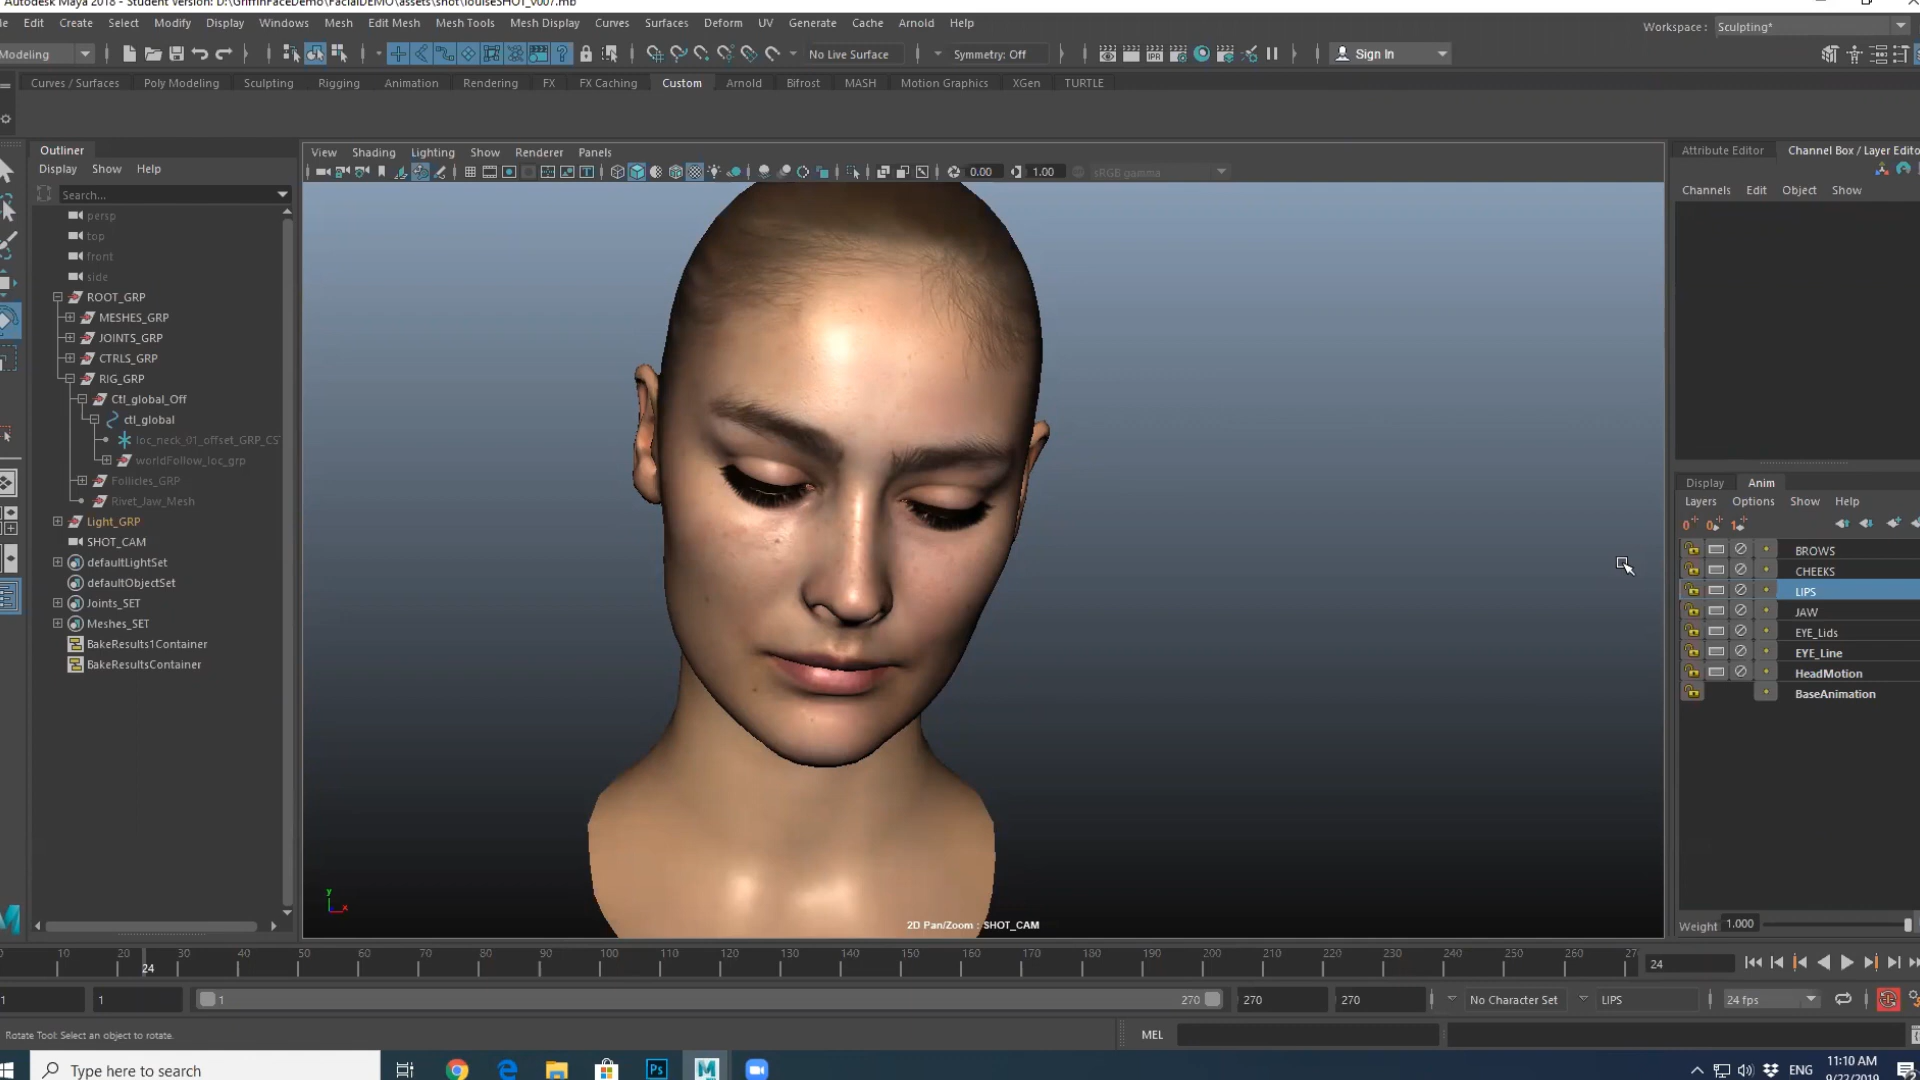 Autodesk Maya 2018 - Student Version: D:\GriffinFaceDemo\FacialDEMO\assets\shot\louiseSHOT_v007.mb
Edit Create Select Modify Display Windows Mesh Edit Mesh Mesh Tools Mesh Display Curves Surfaces Deform UV Generate Cache Arnold Help
Workspace : Sculpting*
Modeling No Live Surface Symmetry: Off Sign In
Curves / Surfaces Poly Modeling Sculpting Rigging Animation Rendering FX FX Caching Custom Arnold Bifrost MASH Motion Graphics XGen TURTLE
Outliner
Display Show Help
Search...
persp
top
front
side
ROOT_GRP
MESHES_GRP
JOINTS_GRP
CTRLS_GRP
RIG_GRP
Ctl_global_Off
ctl_global
loc_neck_01_offset_GRP_CS
worldFollow_loc_grp
Follicles_GRP
Rivet_Jaw_Mesh
Light_GRP
SHOT_CAM
defaultLightSet
defaultObjectSet
Joints_SET
Meshes_SET
BakeResults1Container
BakeResultsContainer
View Shading Lighting Show Renderer Panels
0.00 1.00 sRGB gamma
y
x
2D Pan/Zoom : SHOT_CAM
Attribute Editor Channel Box / Layer Edito
Channels Edit Object Show
Display Anim
Layers Options Show Help
BROWS
CHEEKS
LIPS
JAW
EYE_Lids
EYE_Line
HeadMotion
BaseAnimation
Weight 1.000
10 20 30 40 50 60 70 80 90 100 110 120 130 140 150 160 170 180 190 200 210 220 230 240 250 260 27
24
24
1 1 1 270 270 270 No Character Set LIPS 24 fps
Rotate Tool: Select an object to rotate.
MEL
Type here to search
Ps
M
ENG
11:10 AM
9/22/2019